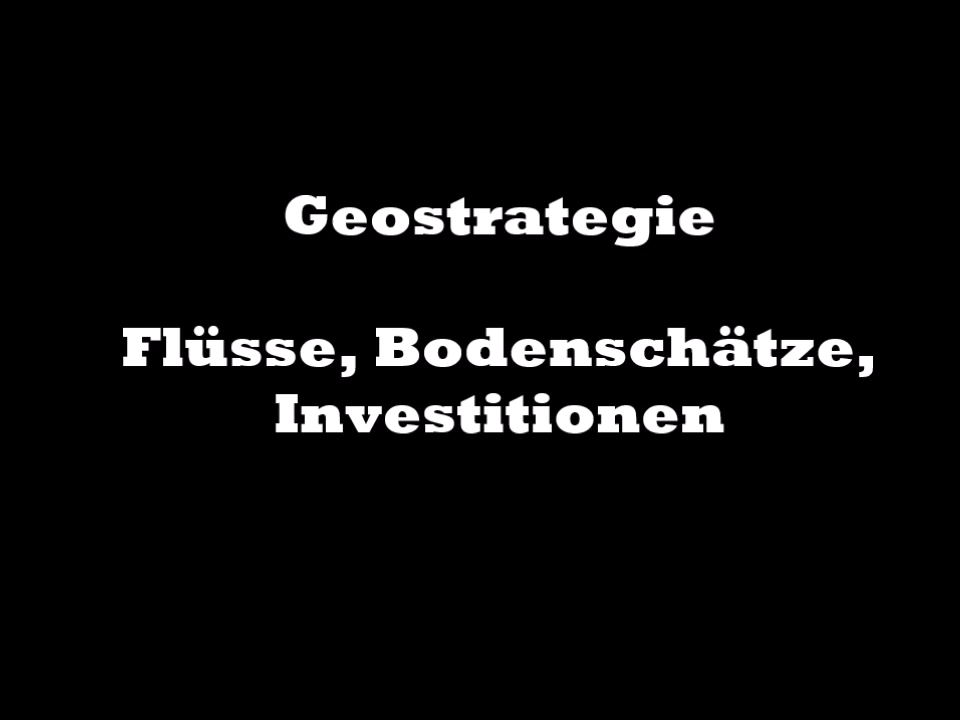 Geostrategie
Flüsse, Bodenschätze,
Investitionen